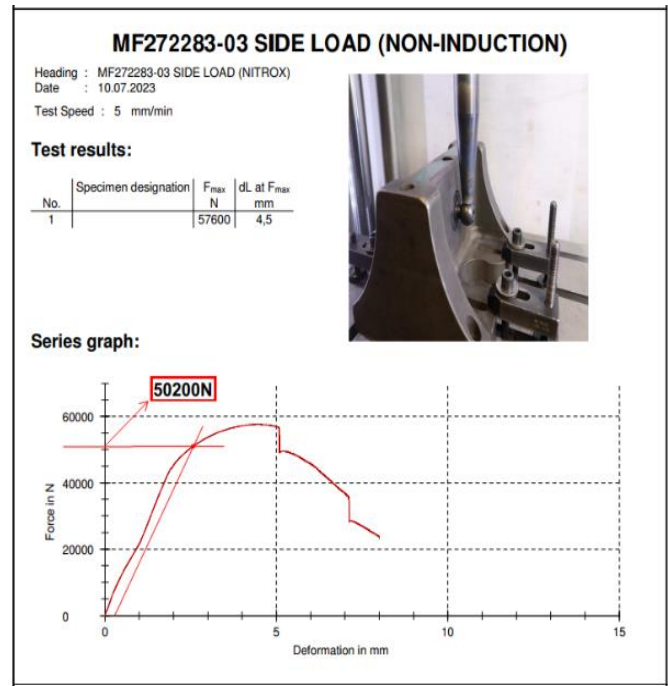 MF272283-03 SIDE LOAD (NON-INDUCTION)
Heading : MF272283-03 SIDE LOAD (NITROX)
Date : 10.07.2023
Test Speed : 5 mm/min
Test results:
Specimen designation Fmax dL at Fmax
No. N mm
1 57600 4,5
Series graph:
50200N
60000
40000
20000
0
Force in N
0 5 10 15
Deformation in mm